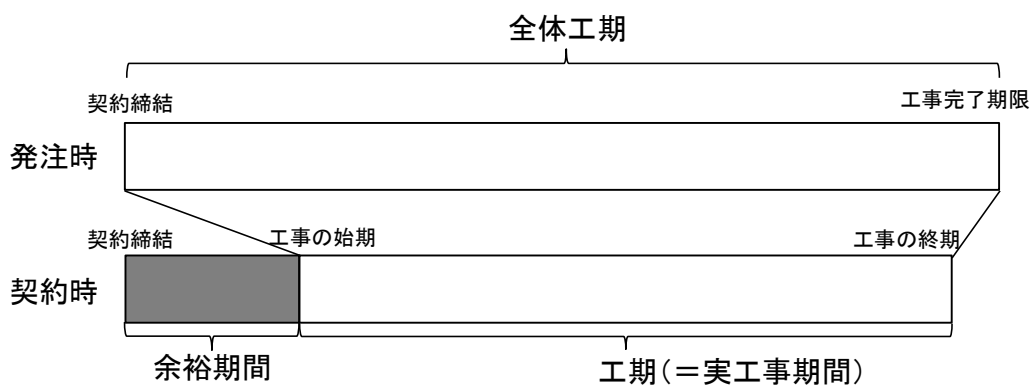 全体工期
契約締結
工事完了期限
発注時
契約締結
工事の始期
工事の終期
契約時
余裕期間
工期(=実工事期間)